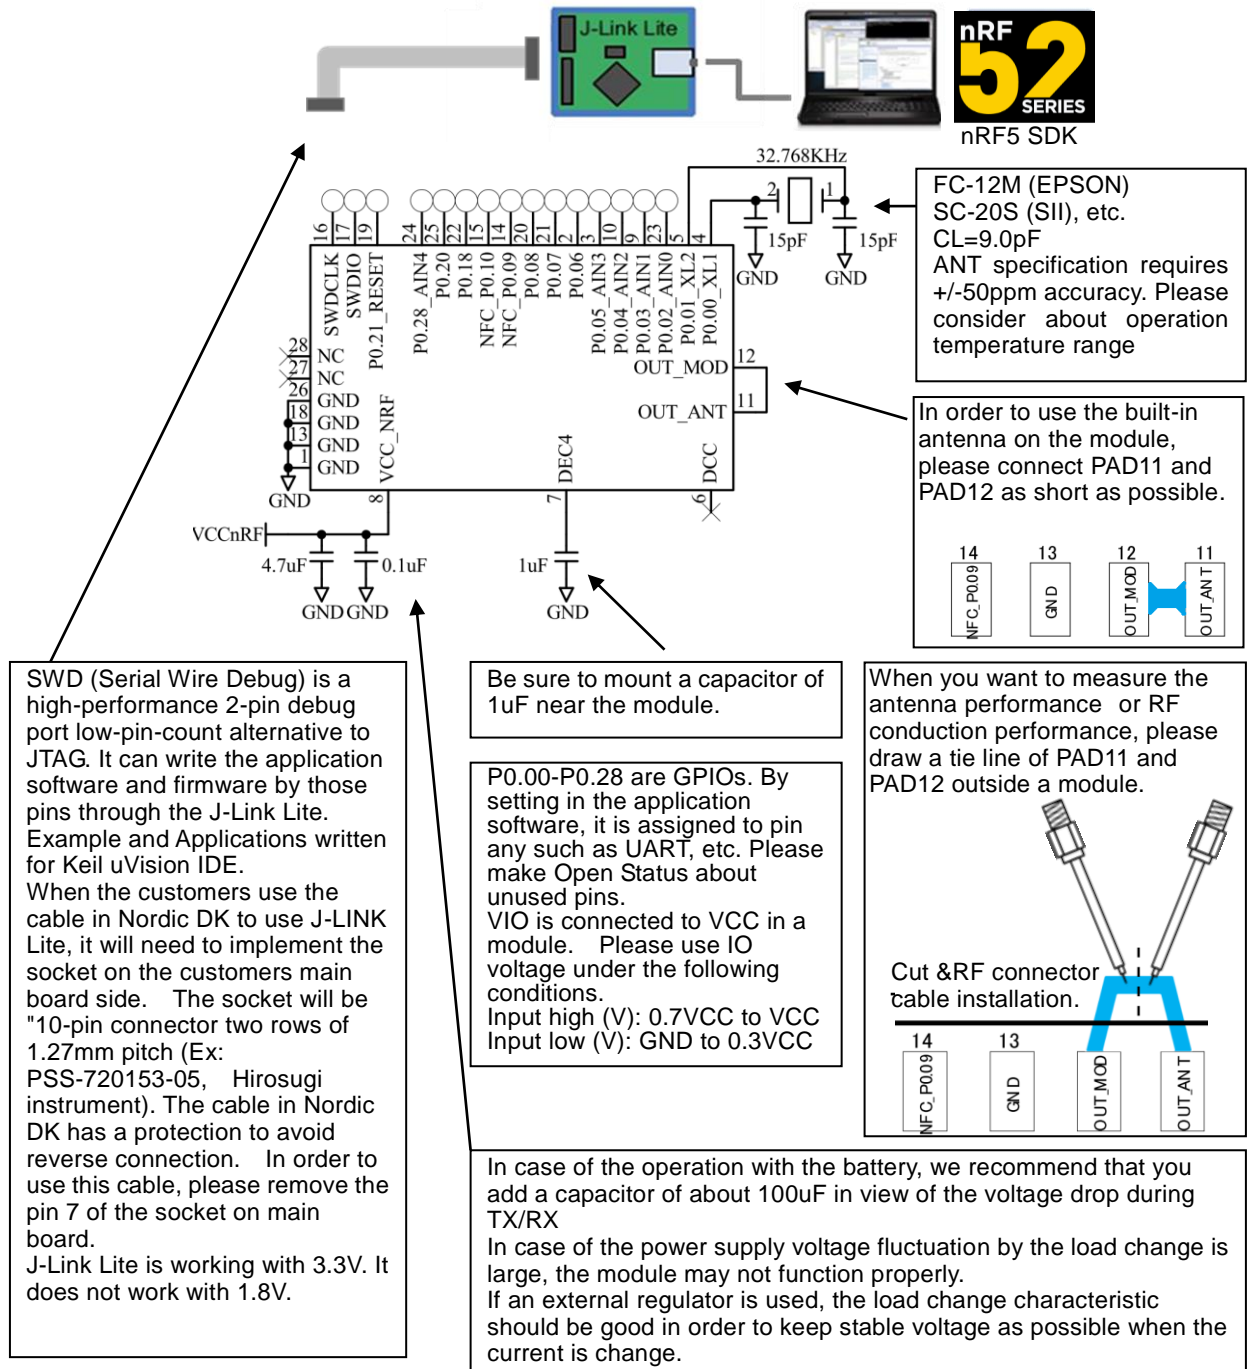 J-Link Lite
nRF
52
SERIES
nRF5 SDK
32.768KHz
2
1
15pF
15pF
GND
GND
FC-12M (EPSON)
SC-20S (SII), etc.
CL=9.0pF
ANT specification requires
+/-50ppm accuracy. Please
consider about operation
temperature range
16
17
19
24
25
22
15
14
20
21
2
3
10
9
23
5
4
SWDCLK
SWDIO
P0.21_RESET
P0.28_AIN4
P0.20
P0.18
NFC_P0.10
NFC_P0.09
P0.08
P0.07
P0.06
P0.05_AIN3
P0.04_AIN2
P0.03_AIN1
P0.02_AIN0
P0.01_XL2
P0.00_XL1
28 NC
27 NC
26 GND
18 GND
13 GND
1 GND
GND
OUT_MOD 12
OUT_ANT 11
VCC_NRF
8
DEC4
7
DCC
6
VCCnRF
4.7uF
0.1uF
1uF
GND
GND
GND
In order to use the built-in
antenna on the module,
please connect PAD11 and
PAD12 as short as possible.
14 13 12 11
NFC_P0.09
GND
OUT_MOD
OUT_ANT
SWD (Serial Wire Debug) is a
high-performance 2-pin debug
port low-pin-count alternative to
JTAG. It can write the application
software and firmware by those
pins through the J-Link Lite.
Example and Applications written
for Keil uVision IDE.
When the customers use the
cable in Nordic DK to use J-LINK
Lite, it will need to implement the
socket on the customers main
board side. The socket will be
"10-pin connector two rows of
1.27mm pitch (Ex:
PSS-720153-05, Hirosugi
instrument). The cable in Nordic
DK has a protection to avoid
reverse connection. In order to
use this cable, please remove the
pin 7 of the socket on main
board.
J-Link Lite is working with 3.3V. It
does not work with 1.8V.
Be sure to mount a capacitor of
1uF near the module.
P0.00-P0.28 are GPIOs. By
setting in the application
software, it is assigned to pin
any such as UART, etc. Please
make Open Status about
unused pins.
VIO is connected to VCC in a
module. Please use IO
voltage under the following
conditions.
Input high (V): 0.7VCC to VCC
Input low (V): GND to 0.3VCC
When you want to measure the
antenna performance or RF
conduction performance, please
draw a tie line of PAD11 and
PAD12 outside a module.
Cut &RF connector
cable installation.
14 13
NFC_P0.09
GND
OUT_MOD
OUT_ANT
In case of the operation with the battery, we recommend that you
add a capacitor of about 100uF in view of the voltage drop during
TX/RX
In case of the power supply voltage fluctuation by the load change is
large, the module may not function properly.
If an external regulator is used, the load change characteristic
should be good in order to keep stable voltage as possible when the
current is change.